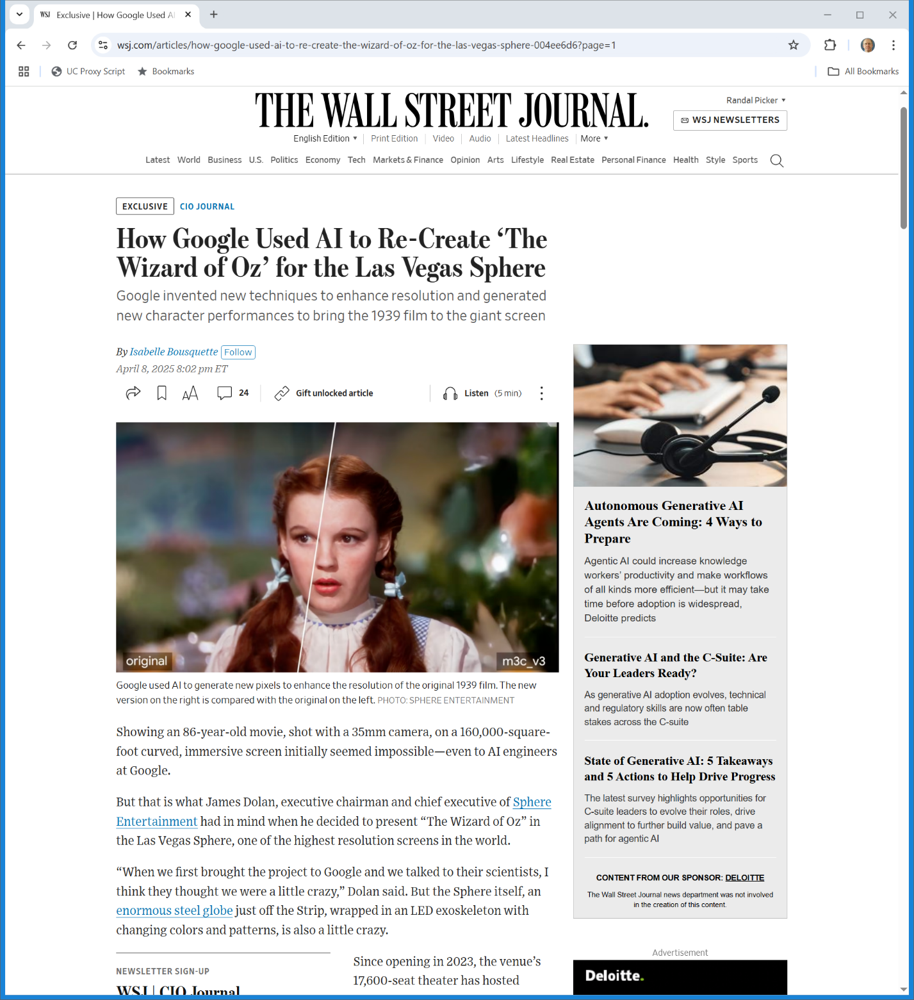 WSJ Exclusive | How Google Used AI
wsj.com/articles/how-google-used-ai-to-re-create-the-wizard-of-oz-for-the-las-vegas-sphere-004ee6d6?page=1
UC Proxy Script Bookmarks All Bookmarks
THE WALL STREET JOURNAL.
Randal Picker
WSJ NEWSLETTERS
English Edition Print Edition Video Audio Latest Headlines More
Latest World Business U.S. Politics Economy Tech Markets & Finance Opinion Arts Lifestyle Real Estate Personal Finance Health Style Sports
EXCLUSIVE CIO JOURNAL
How Google Used AI to Re-Create ‘The
Wizard of Oz’ for the Las Vegas Sphere
Google invented new techniques to enhance resolution and generated
new character performances to bring the 1939 film to the giant screen
By Isabelle Bousquette Follow
April 8, 2025 8:02 pm ET
24 Gift unlocked article Listen (5 min)
original m3c_v3
Google used AI to generate new pixels to enhance the resolution of the original 1939 film. The new
version on the right is compared with the original on the left. PHOTO: SPHERE ENTERTAINMENT
Showing an 86-year-old movie, shot with a 35mm camera, on a 160,000-square-
foot curved, immersive screen initially seemed impossible—even to AI engineers
at Google.
But that is what James Dolan, executive chairman and chief executive of Sphere
Entertainment had in mind when he decided to present “The Wizard of Oz” in
the Las Vegas Sphere, one of the highest resolution screens in the world.
“When we first brought the project to Google and we talked to their scientists, I
think they thought we were a little crazy,” Dolan said. But the Sphere itself, an
enormous steel globe just off the Strip, wrapped in an LED exoskeleton with
changing colors and patterns, is also a little crazy.
NEWSLETTER SIGN-UP
WSJ | CIO Journal
Since opening in 2023, the venue’s
17,600-seat theater has hosted
Autonomous Generative AI
Agents Are Coming: 4 Ways to
Prepare
Agentic AI could increase knowledge
workers’ productivity and make workflows
of all kinds more efficient—but it may take
time before adoption is widespread,
Deloitte predicts
Generative AI and the C-Suite: Are
Your Leaders Ready?
As generative AI adoption evolves, technical
and regulatory skills are now often table
stakes across the C-suite
State of Generative AI: 5 Takeaways
and 5 Actions to Help Drive Progress
The latest survey highlights opportunities for
C-suite leaders to evolve their roles, drive
alignment to further build value, and pave a
path for agentic AI
CONTENT FROM OUR SPONSOR: DELOITTE
The Wall Street Journal news department was not involved
in the creation of this content.
Advertisement
Deloitte.